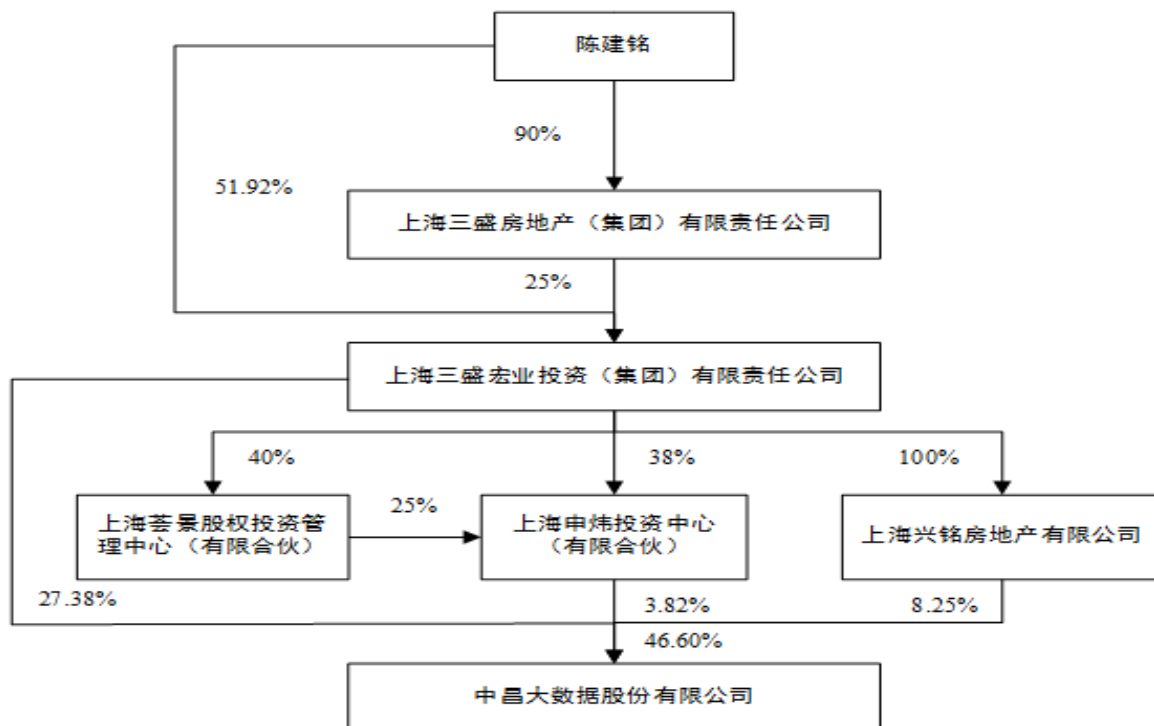 陈建铭
90%
51.92%
上海三盛房地产（集团）有限责任公司
25%
上海三盛宏业投资（集团）有限责任公司
40%
38%
100%
上海荟景股权投资管
理中心（有限合伙）
25%
上海申炜投资中心
（有限合伙）
上海兴铭房地产有限公司
27.38%
3.82%
8.25%
46.60%
中昌大数据股份有限公司